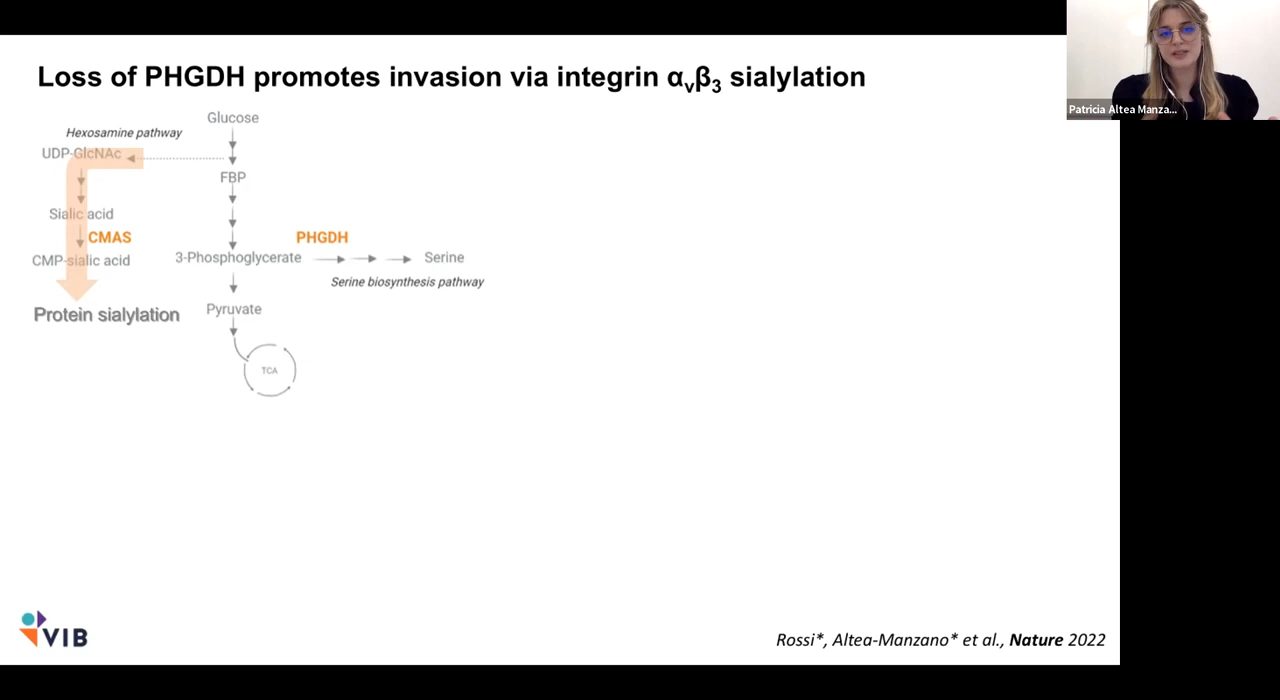 Loss of PHGDH promotes invasion via integrin αvβ3 sialylation
Patricia Altea Manza...
Glucose
Hexosamine pathway
UDP-GlcNAc
FBP
Sialic acid
CMAS
PHGDH
CMP-sialic acid
3-Phosphoglycerate
Serine
Serine biosynthesis pathway
Protein sialylation
Pyruvate
TCA
VIB
Rossi*, Altea-Manzano* et al., Nature 2022